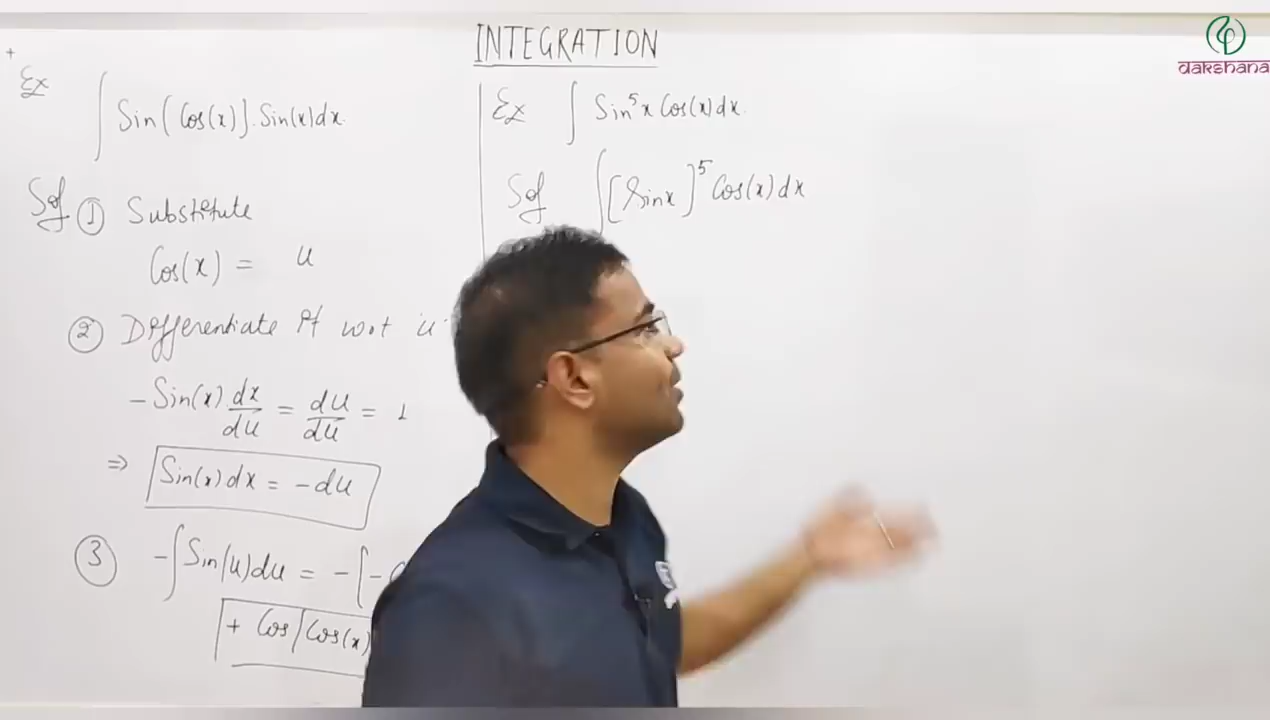 INTEGRATION
dakshana
Ex ∫ Sin(Cos(x)).Sin(x)dx.
Sol ① Substitute
Cos(x) = u
② Differentiate it w.r.t 'u'
-Sin(x) dx/du = du/du = 1
⇒ Sin(x)dx = -du
③ -∫Sin(u)du = -[-
+ Cos(Cos(x)
Ex ∫ Sin⁵x Cos(x)dx.
Sol ∫[Sinx]⁵ Cos(x)dx